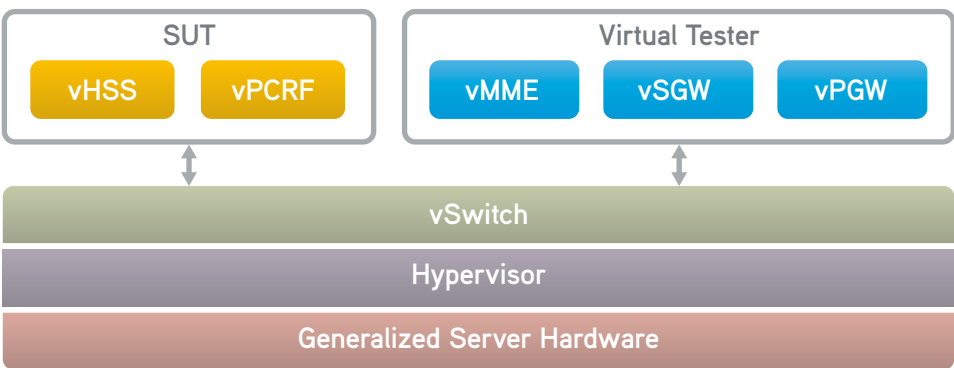 SUT
vHSS
vPCRF
Virtual Tester
vMME
vSGW
vPGW
vSwitch
Hypervisor
Generalized Server Hardware